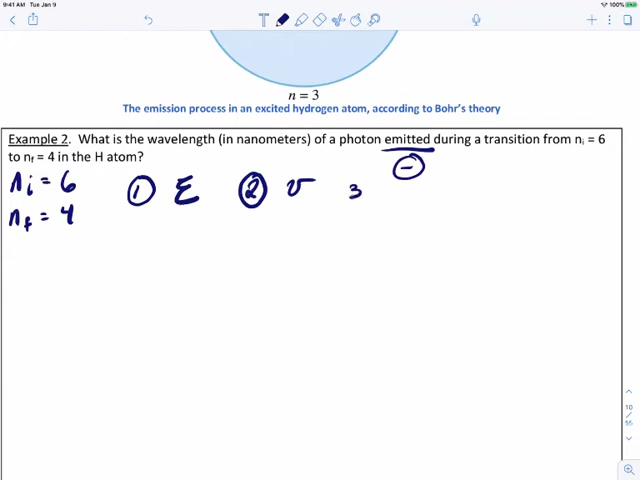 9:41 AM Tue Jan 9
100%
n = 3
The emission process in an excited hydrogen atom, according to Bohr's theory
Example 2. What is the wavelength (in nanometers) of a photon emitted during a transition from nᵢ = 6
to n_f = 4 in the H atom?
nᵢ = 6 ① E ② ν 3 ⊖
n_f = 4
10
/
55